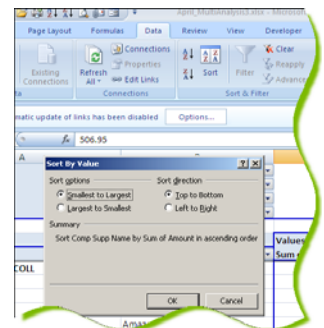 April_MultiAnalysis3.xlsx - Microsoft
Page Layout Formulas Data Review View Developer
Existing Connections
Refresh All
Connections
Properties
Edit Links
Connections
Sort
Filter
Clear
Reapply
Advanced
Sort & Filter
matic update of links has been disabled Options...
fx 506.95
A
Sort By Value
Sort options
Smallest to Largest
Largest to Smallest
Sort direction
Top to Bottom
Left to Right
Summary
Sort Comp Supp Name by Sum of Amount in ascending order
OK Cancel
Values
Sum
COLL
Amaz